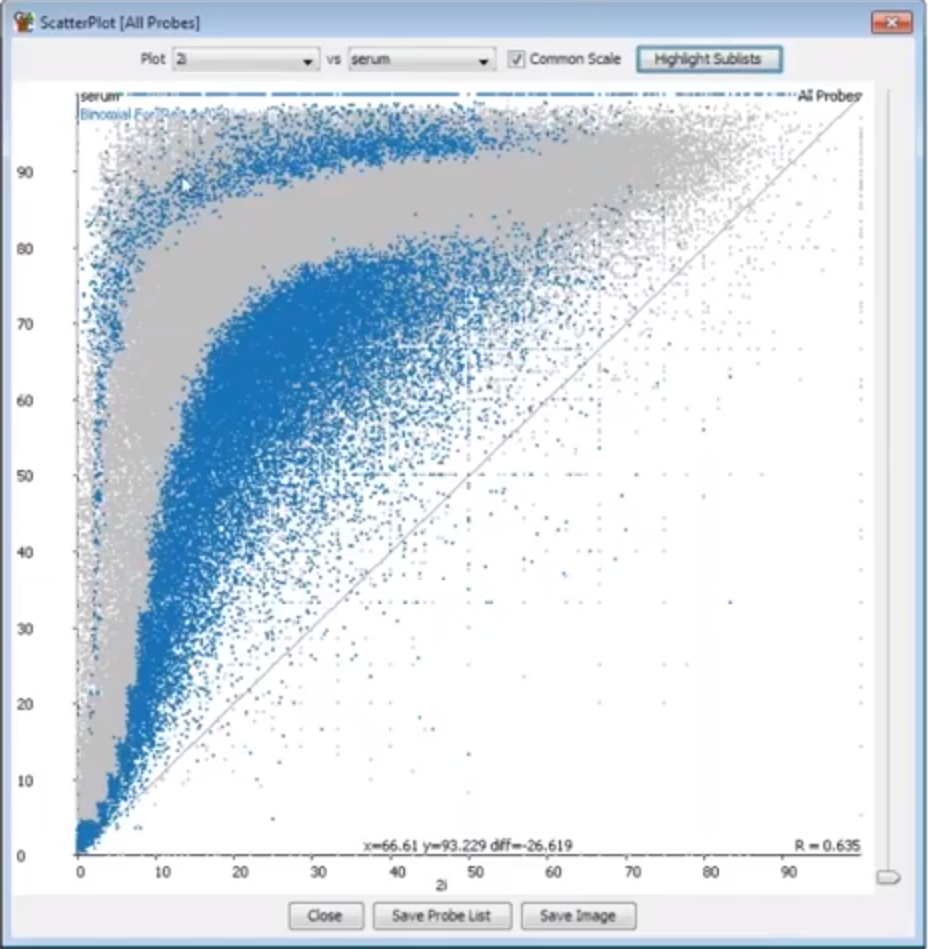 ScatterPlot [All Probes]
Plot 2i vs serum Common Scale Highlight Sublists
serum All Probes
Binomial For
90
80
70
60
50
40
30
20
10
0
x=66.61 y=93.229 diff=-26.619 R = 0.635
0 10 20 30 40 50 60 70 80 90
2i
Close Save Probe List Save Image